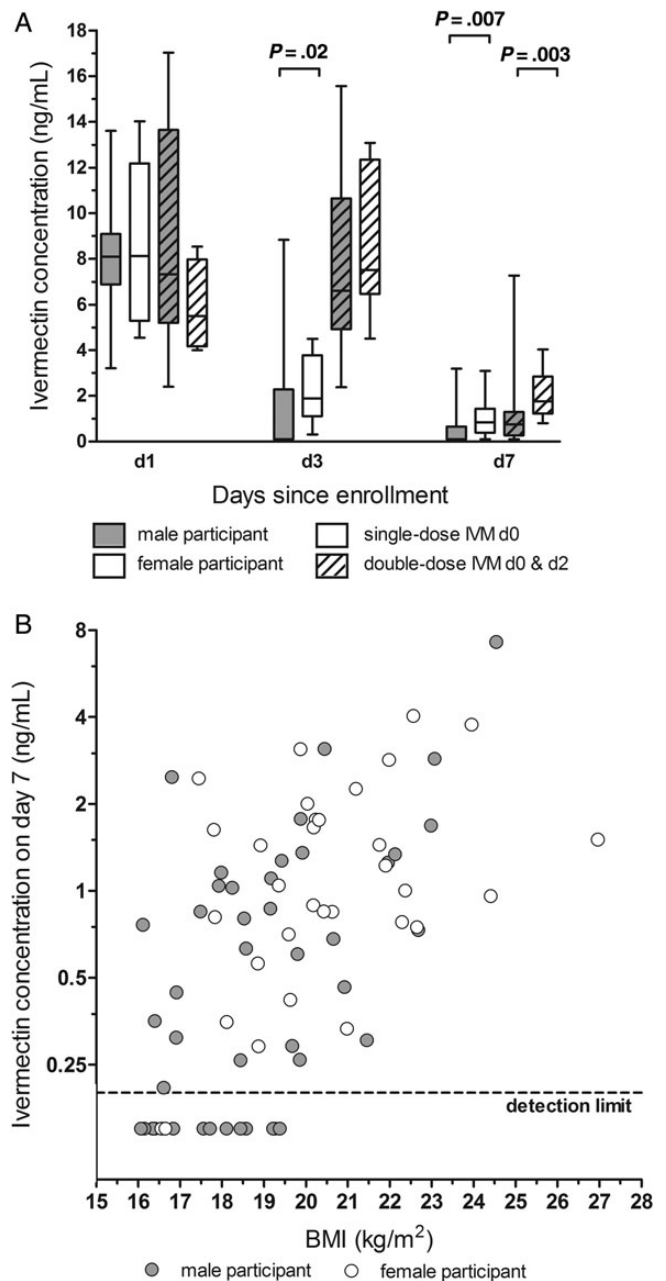 A
P = .007
P = .02
P = .003
Ivermectin concentration (ng/mL)
18
16
14
12
10
8
6
4
2
0
d1 d3 d7
Days since enrollment
male participant single-dose IVM d0
female participant double-dose IVM d0 & d2
B
Ivermectin concentration on day 7 (ng/mL)
8
4
2
1
0.5
0.25
detection limit
15 16 17 18 19 20 21 22 23 24 25 26 27 28
BMI (kg/m²)
male participant female participant